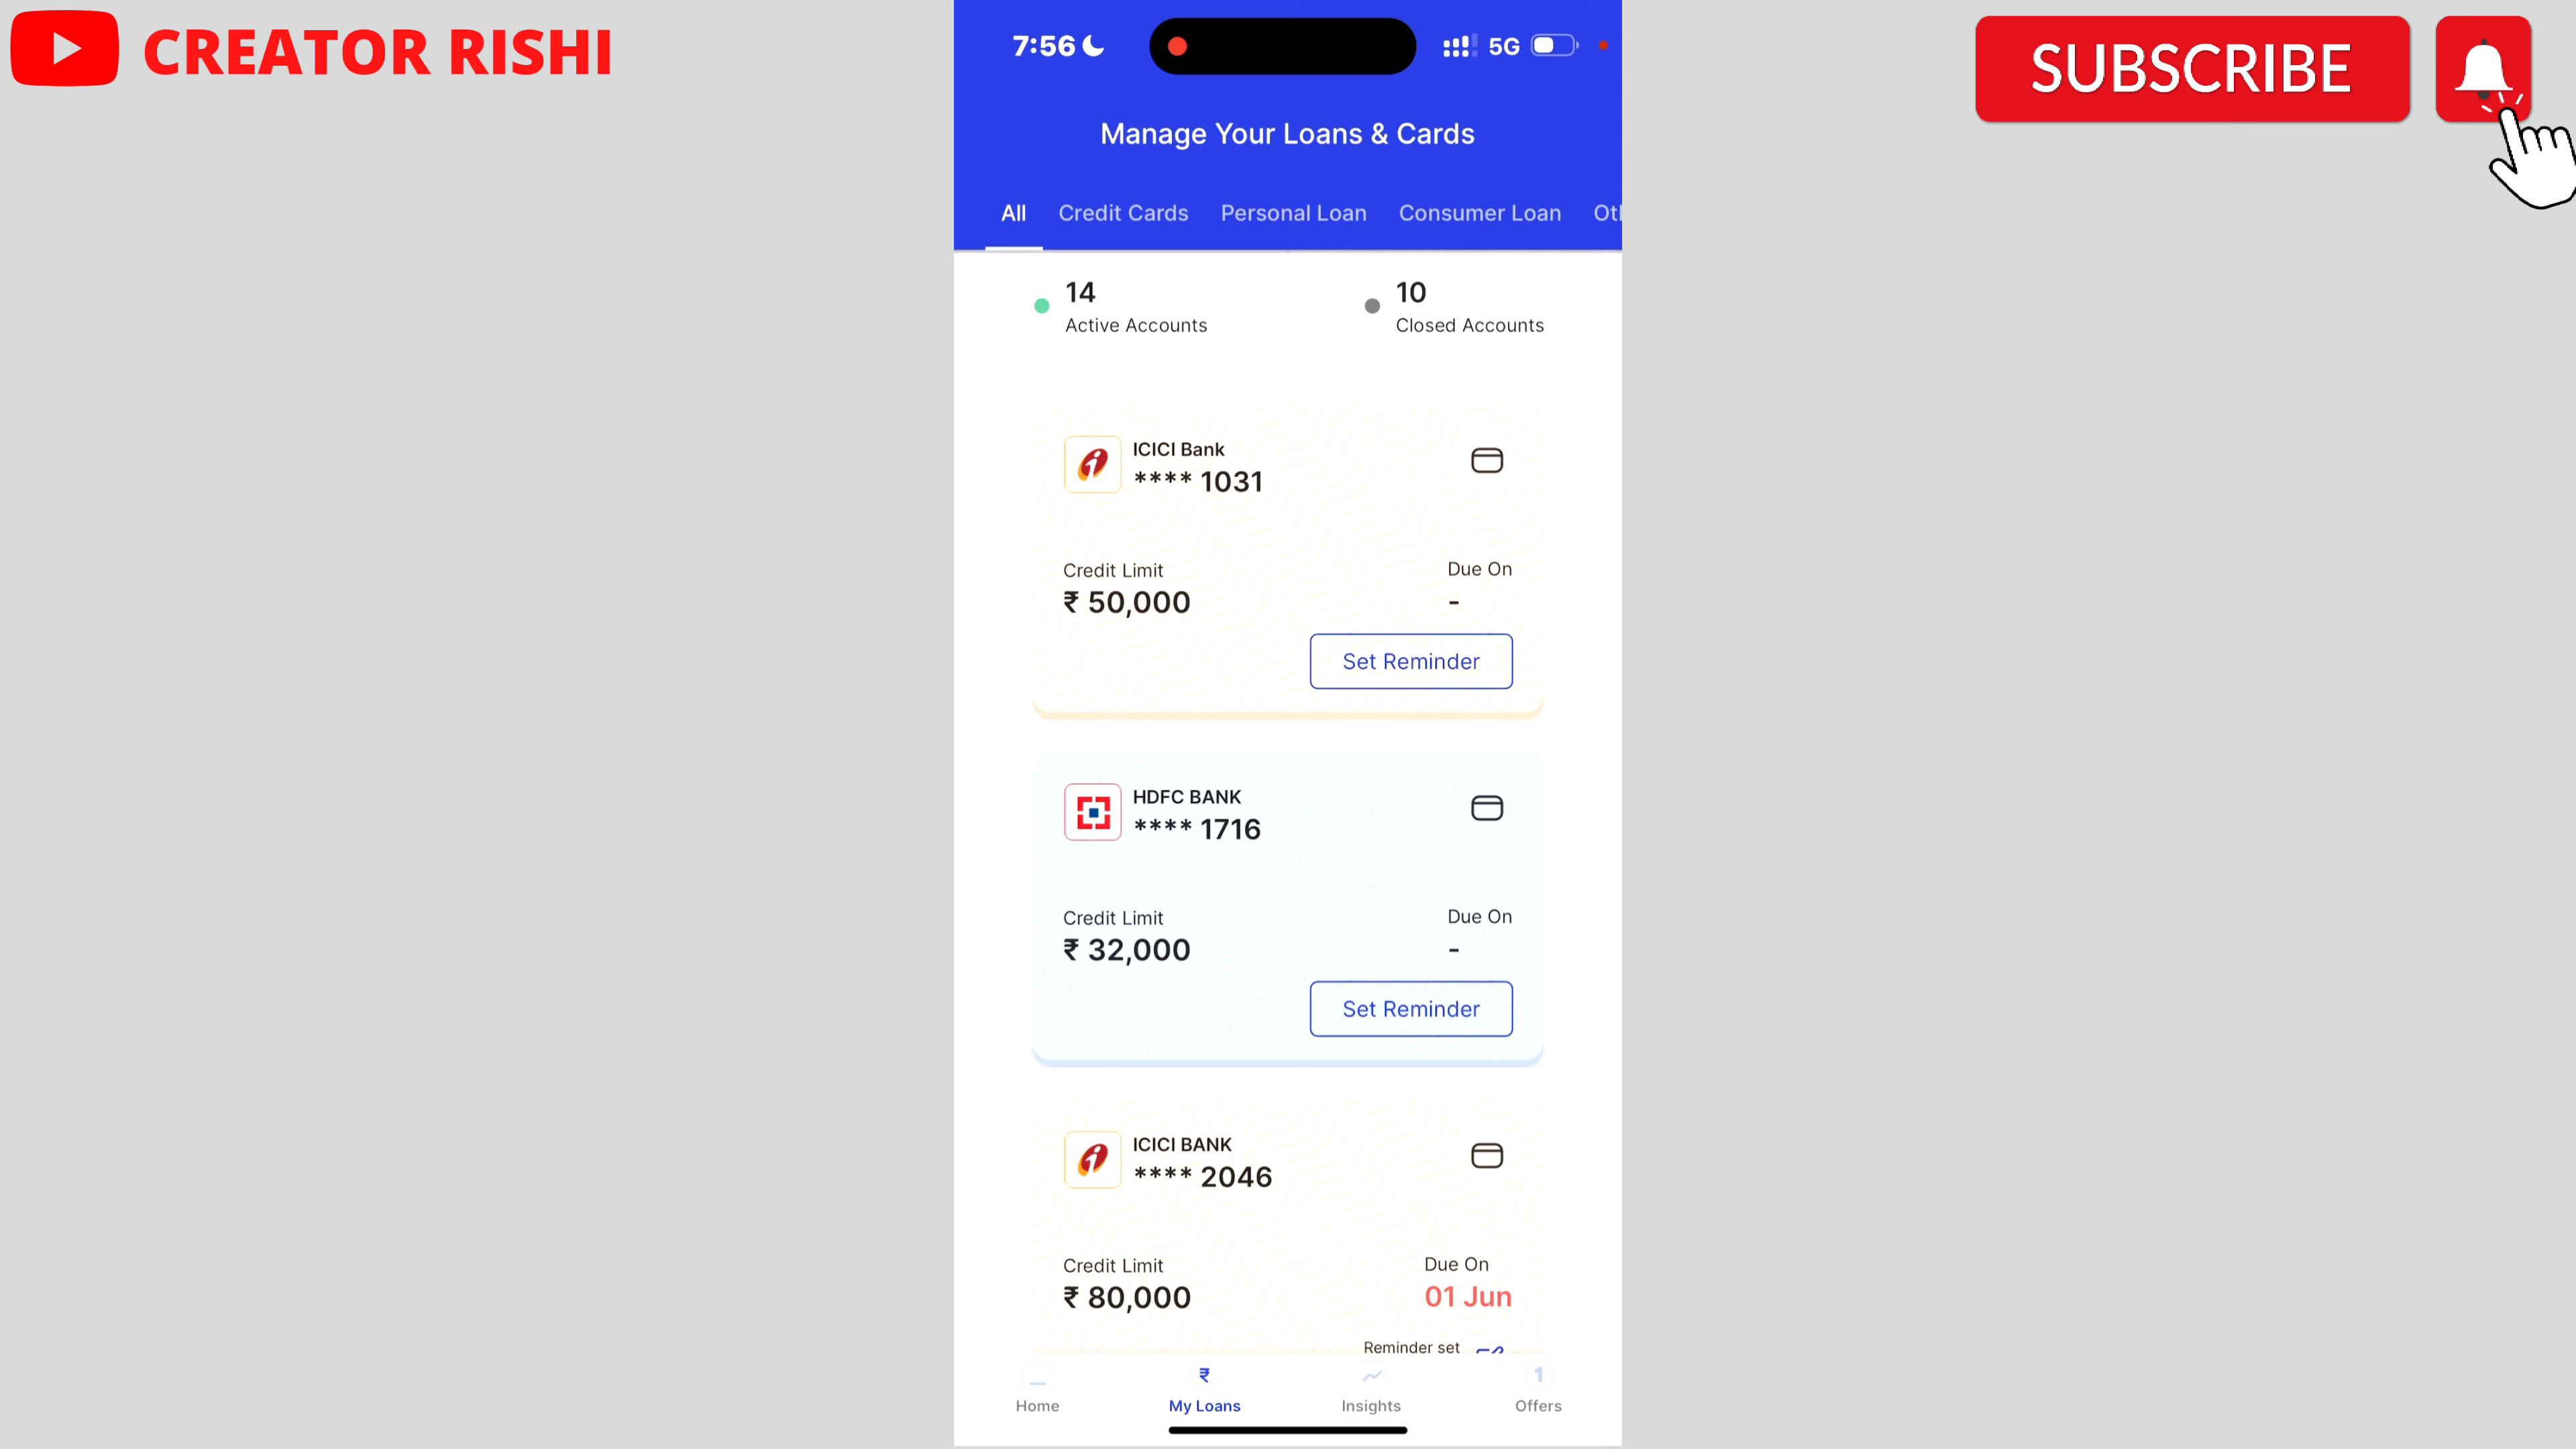 CREATOR RISHI
SUBSCRIBE
7:56
5G
Manage Your Loans & Cards
All
Credit Cards
Personal Loan
Consumer Loan
Otl
14
Active Accounts
10
Closed Accounts
ICICI Bank
**** 1031
Credit Limit
₹ 50,000
Due On
-
Set Reminder
HDFC BANK
**** 1716
Credit Limit
₹ 32,000
Due On
-
Set Reminder
ICICI BANK
**** 2046
Credit Limit
₹ 80,000
Due On
01 Jun
Reminder set
Home
₹
My Loans
Insights
1
Offers